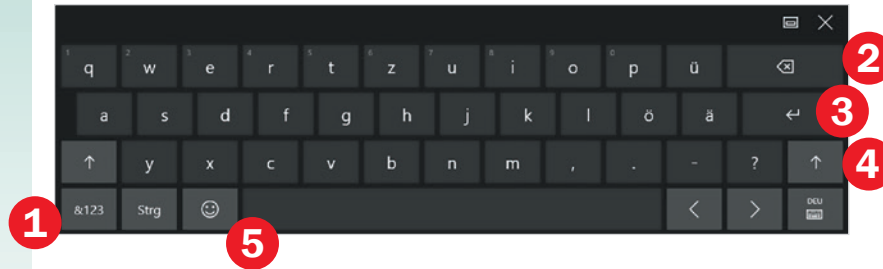 1 2 3 4 5 6 7 8 9 0
q w e r t z u i o p ü 2
a s d f g h j k l ö ä 3
y x c v b n m , . - ? 4
1 &123 Strg 5 DEU